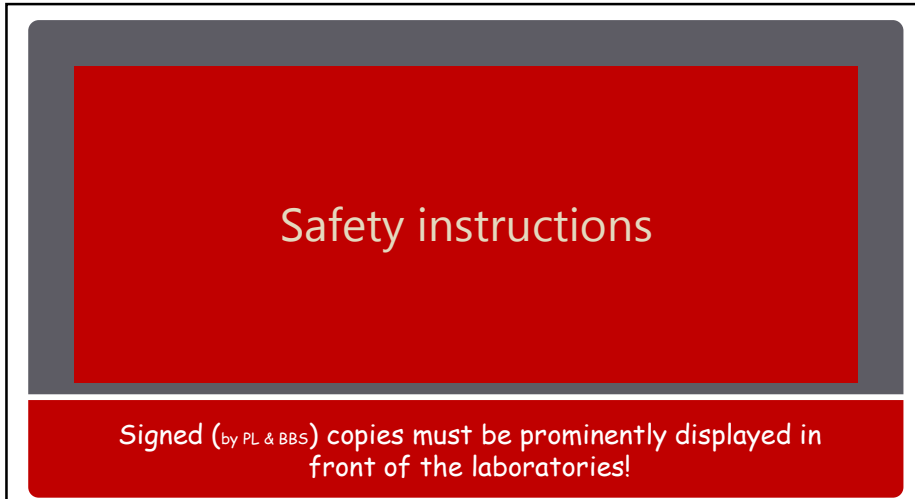 Safety instructions
Signed (by PL & BBS) copies must be prominently displayed in
front of the laboratories!